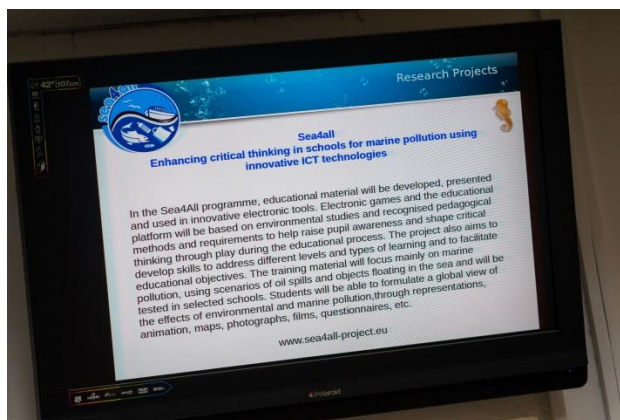 42" 107cm
sea4all
Research Projects
Sea4all
Enhancing critical thinking in schools for marine pollution using
innovative ICT technologies
In the Sea4All programme, educational material will be developed, presented
and used in innovative electronic tools. Electronic games and the educational
platform will be based on environmental studies and recognised pedagogical
methods and requirements to help raise pupil awareness and shape critical
thinking through play during the educational process. The project also aims to
develop skills to address different levels and types of learning and to facilitate
educational objectives. The training material will focus mainly on marine
pollution, using scenarios of oil spills and objects floating in the sea and will be
tested in selected schools. Students will be able to formulate a global view of
the effects of environmental and marine pollution,through representations,
animation, maps, photographs, films, questionnaires, etc.
www.sea4all-project.eu
Polaroid